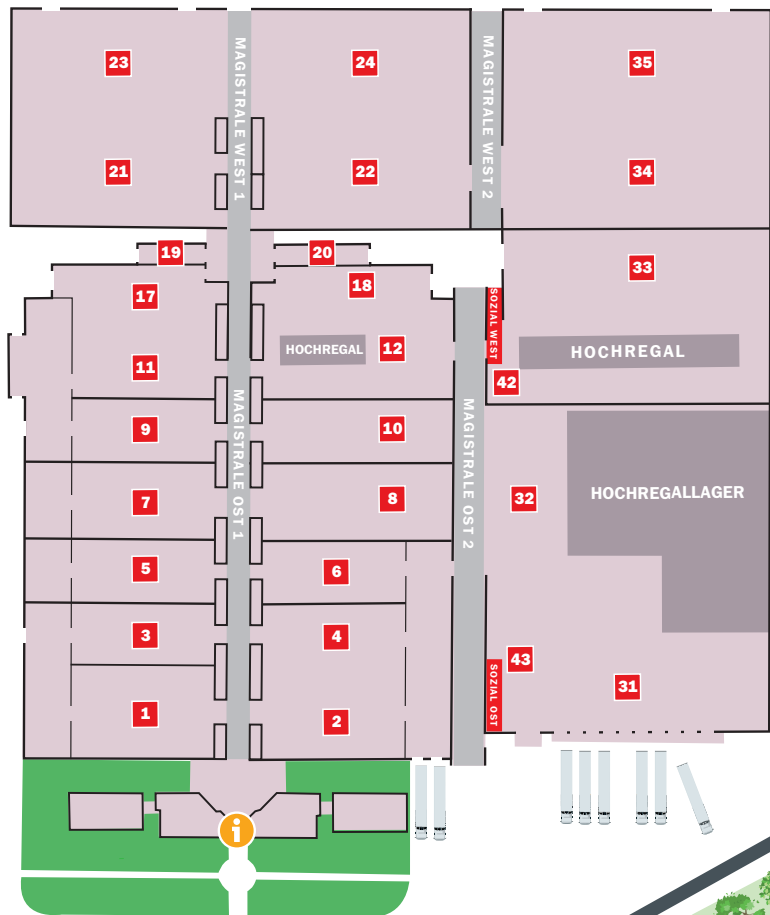 23
24
35
MAGISTRALE WEST 1
MAGISTRALE WEST 2
21
22
34
19
20
33
17
18
SOZIAL WEST
HOCHREGAL
12
HOCHREGAL
11
42
MAGISTRALE OST 1
MAGISTRALE OST 2
9
10
7
8
32
HOCHREGALLAGER
5
6
3
4
43
31
SOZIAL OST
1
2
i